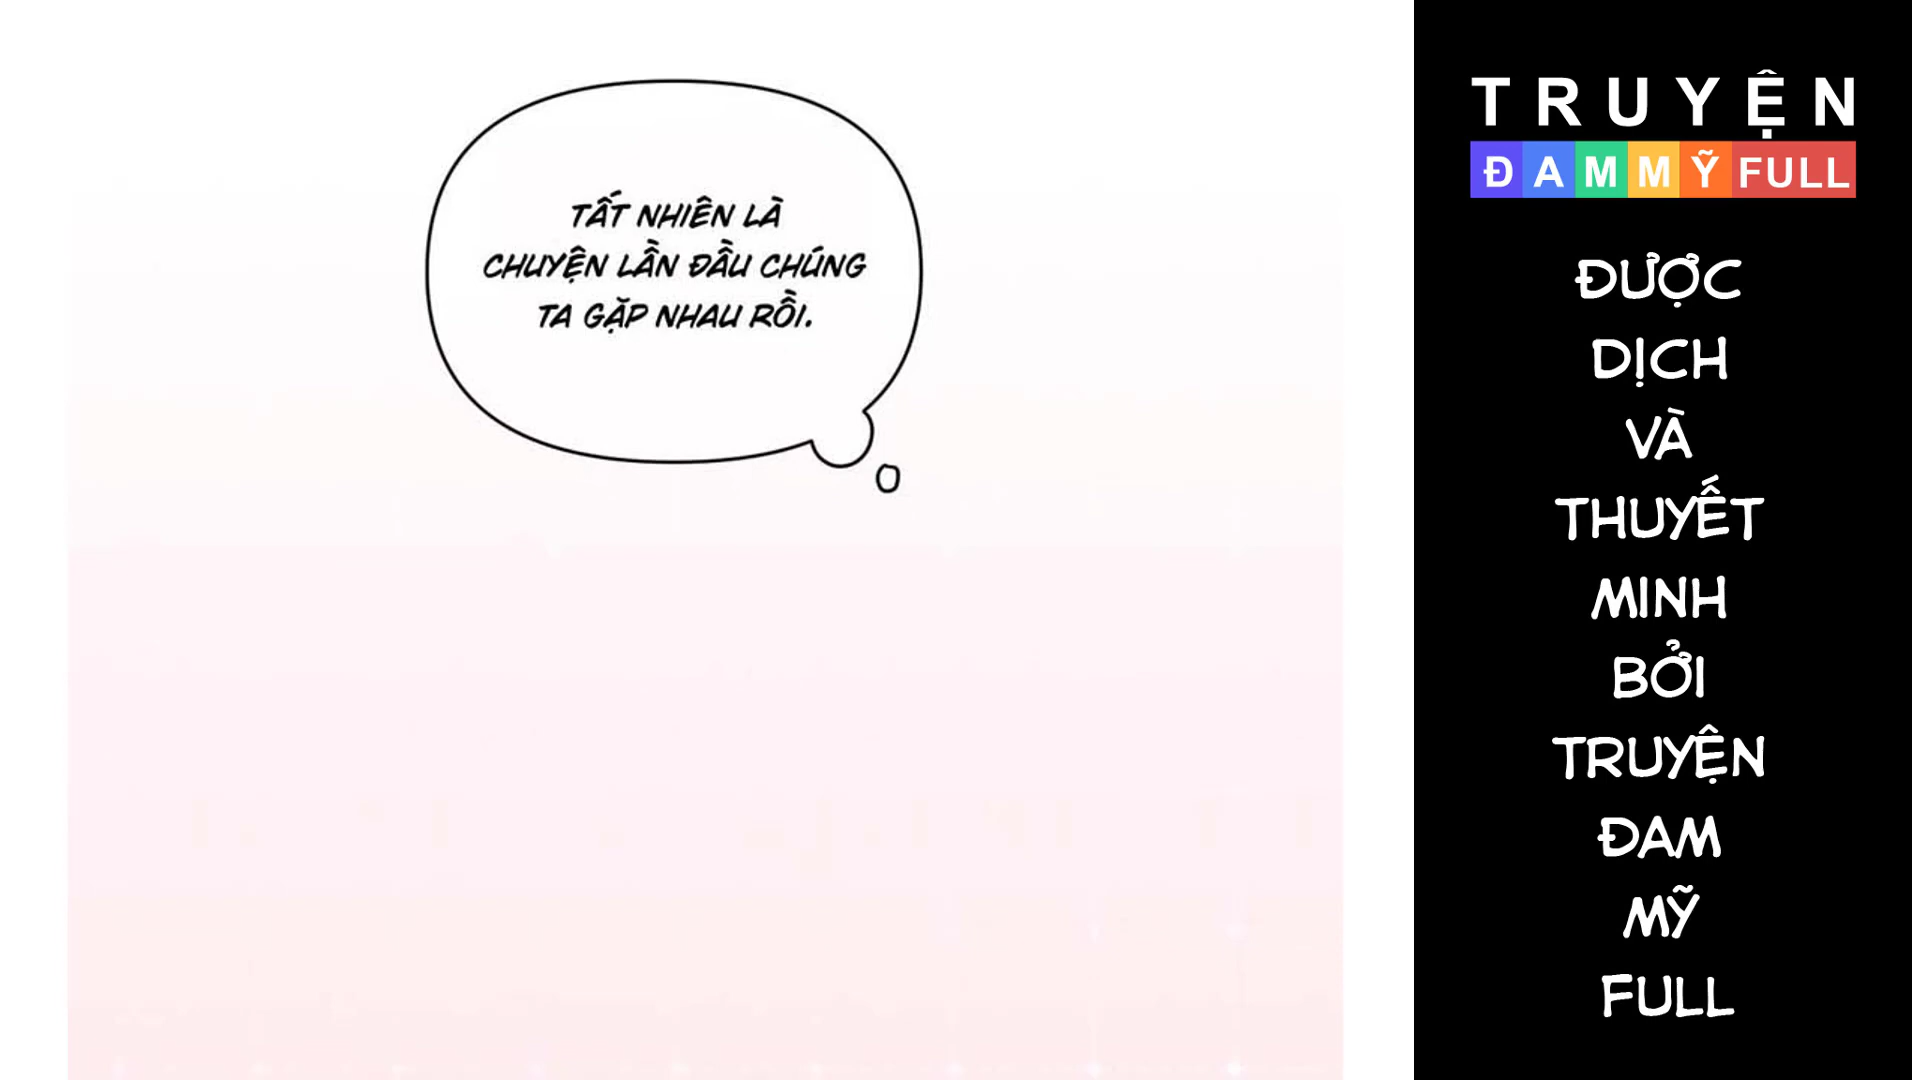 TẤT NHIÊN LÀ
CHUYỆN LẦN ĐẦU CHÚNG
TA GẶP NHAU RỒI.
TRUYỆN
ĐAMMỸFULL
ĐƯỢC
DỊCH
VÀ
THUYẾT
MINH
BỞI
TRUYỆN
ĐAM
MỸ
FULL